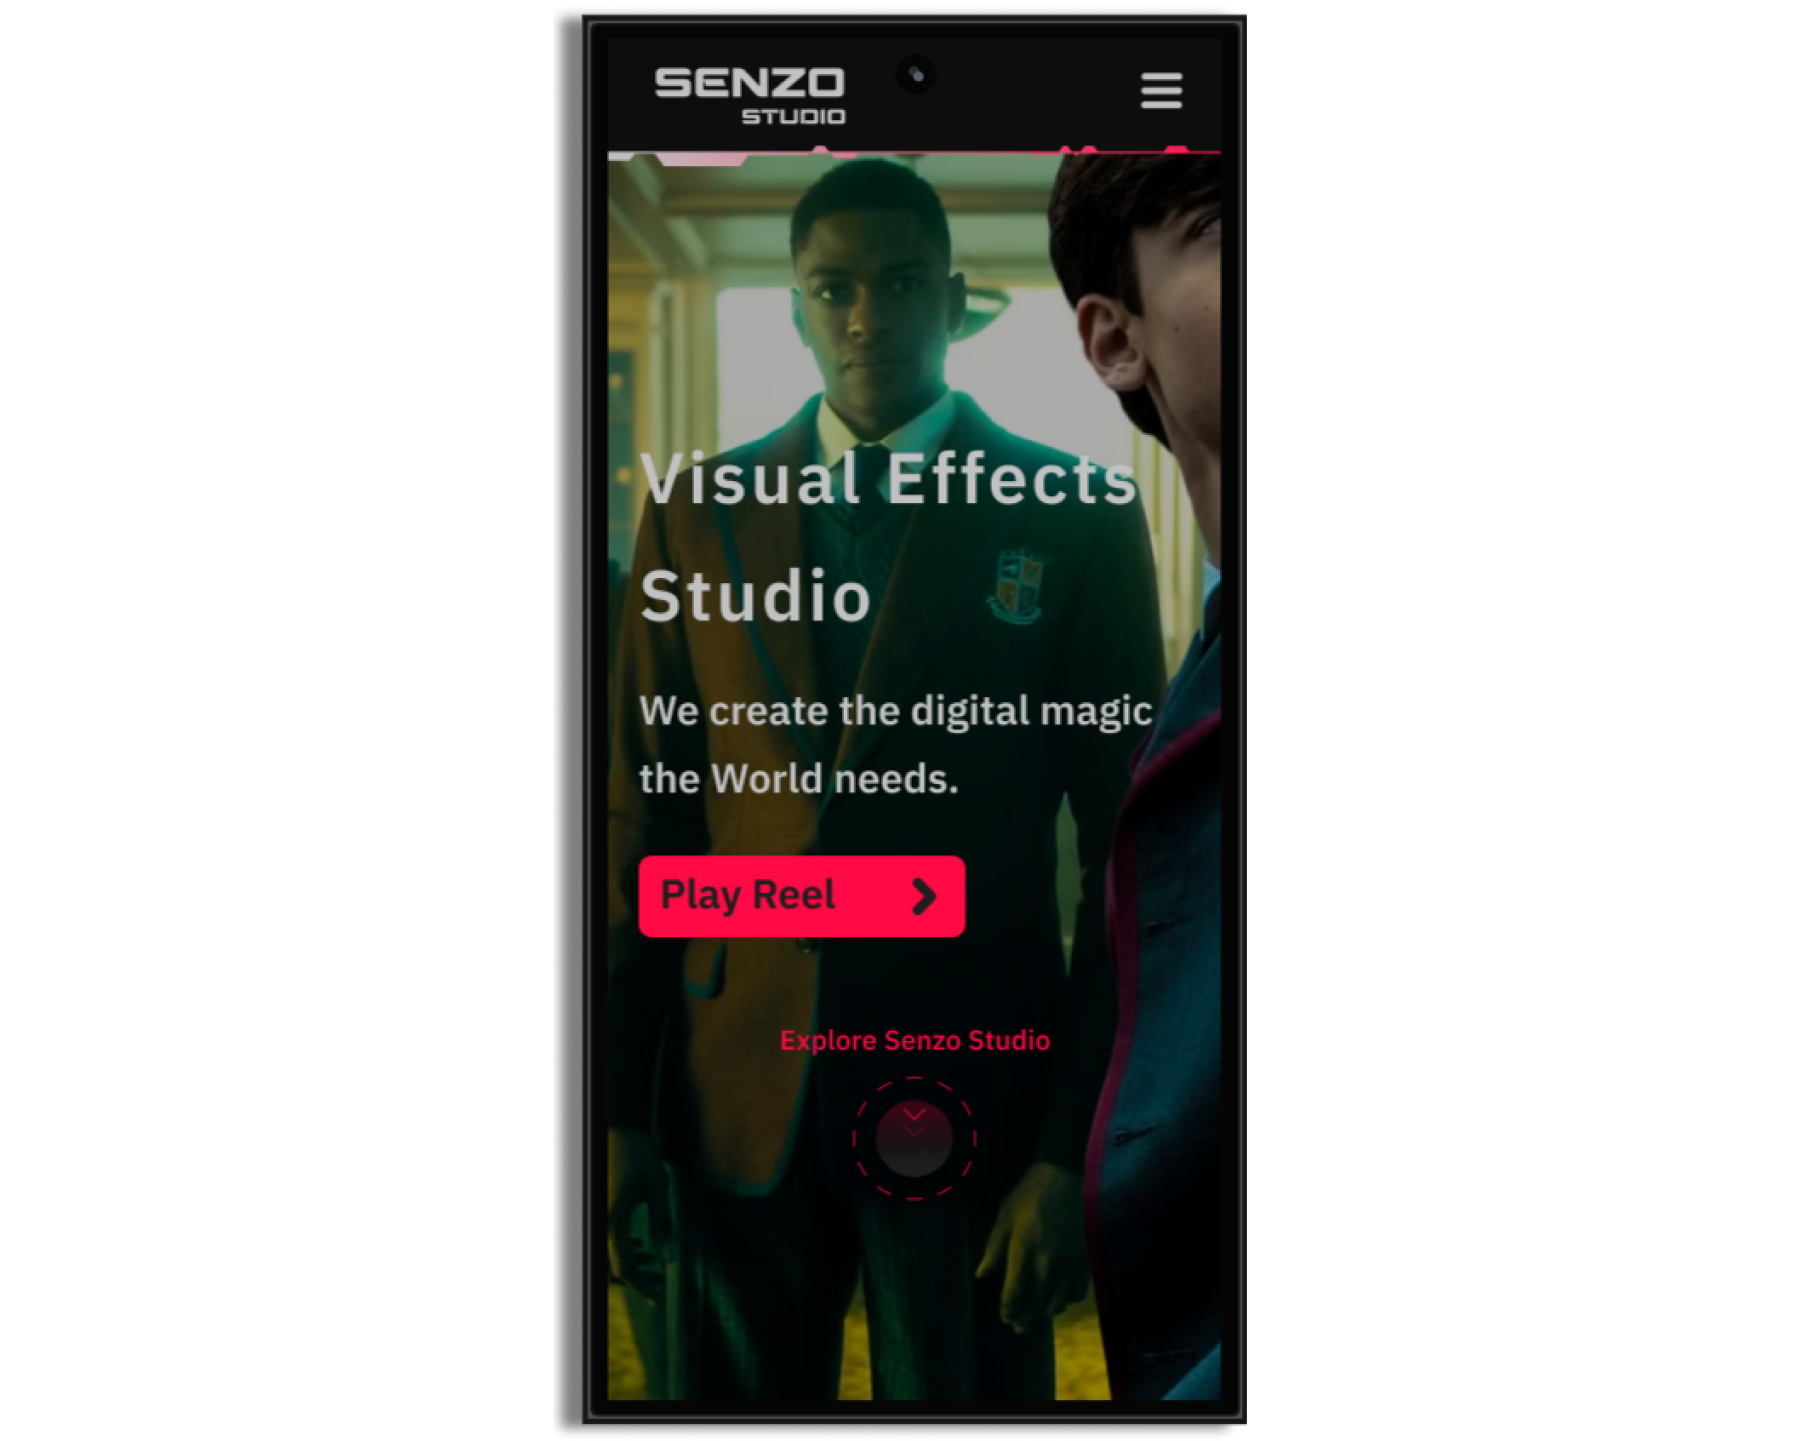 SENZO
STUDIO
Visual Effects
Studio
We create the digital magic
the World needs.
Play Reel
Explore Senzo Studio